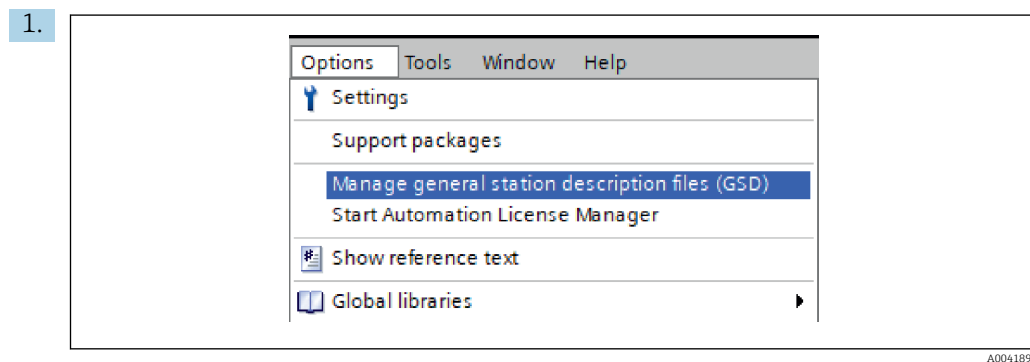 1.
Options Tools Window Help
Settings
Support packages
Manage general station description files (GSD)
Start Automation License Manager
Show reference text
Global libraries
A004189